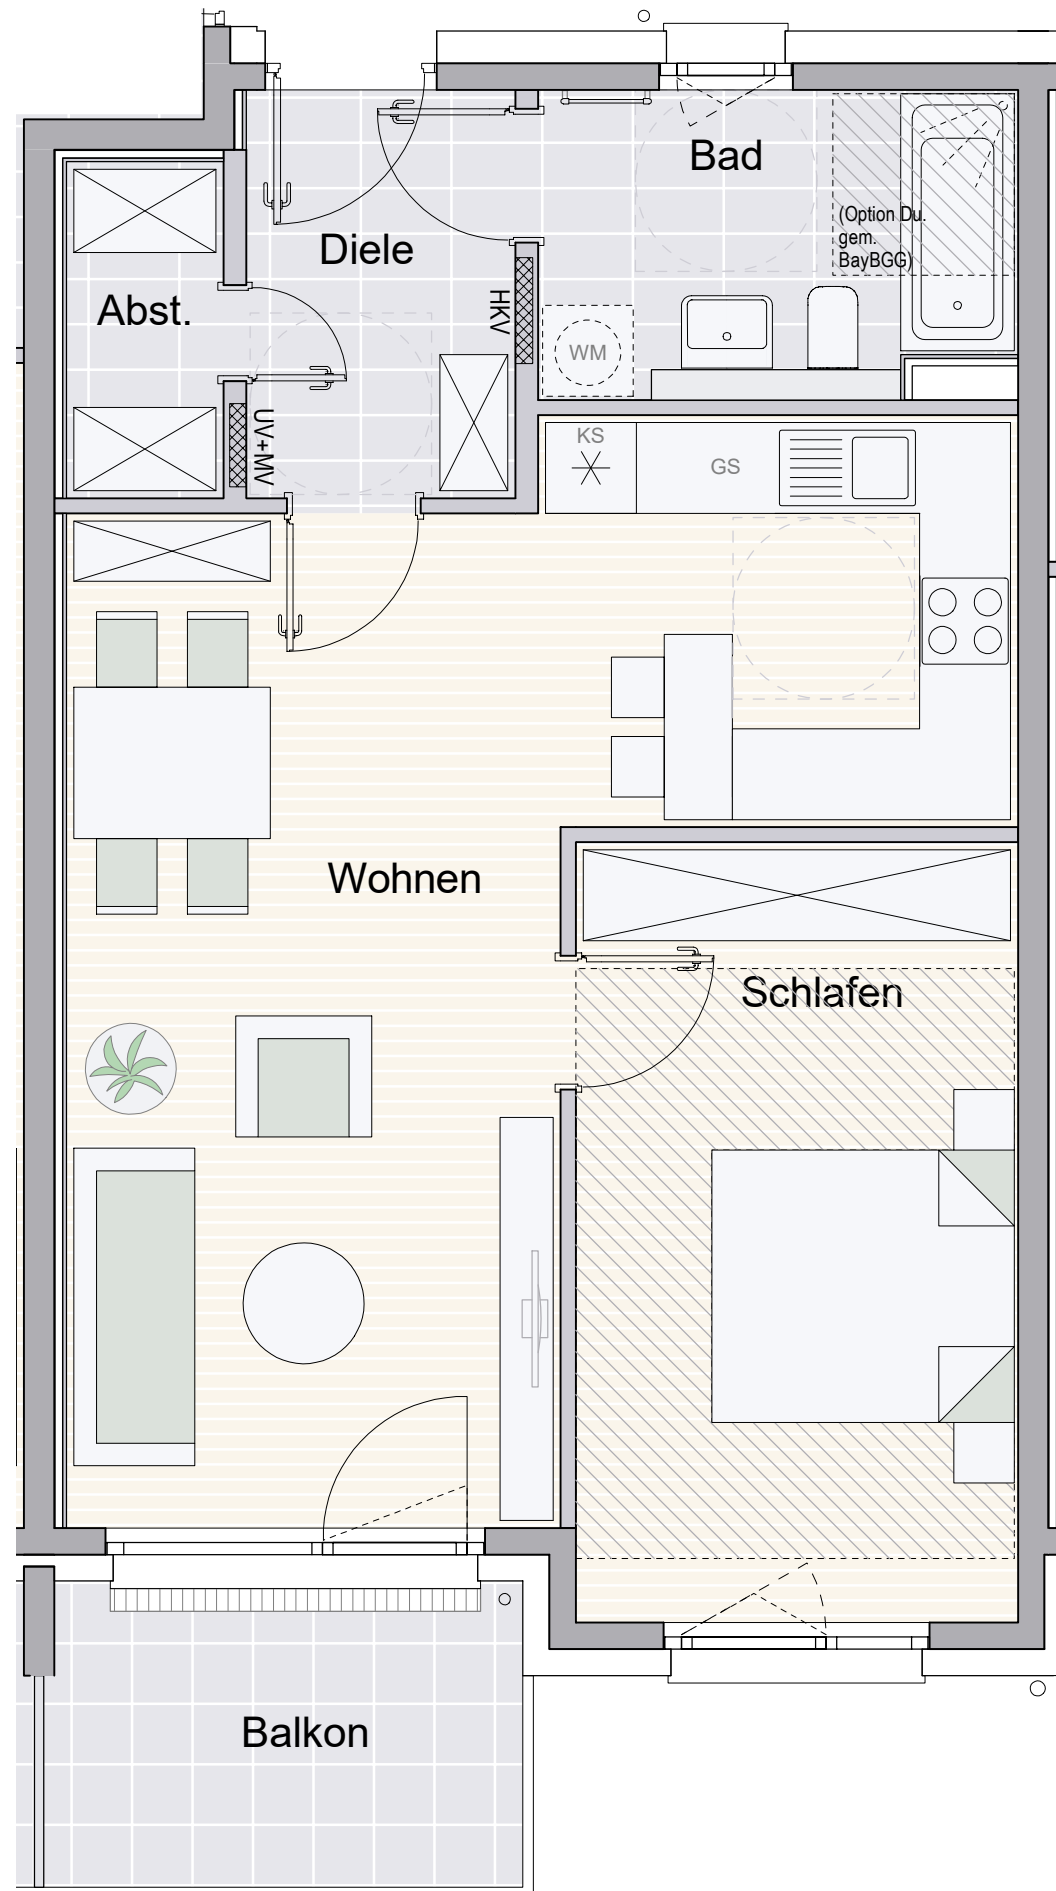 Bad
(Option Du.
gem.
BayBGG)
Diele
Abst.
HKV
WM
UV+MV
KS
GS
Wohnen
Schlafen
Balkon